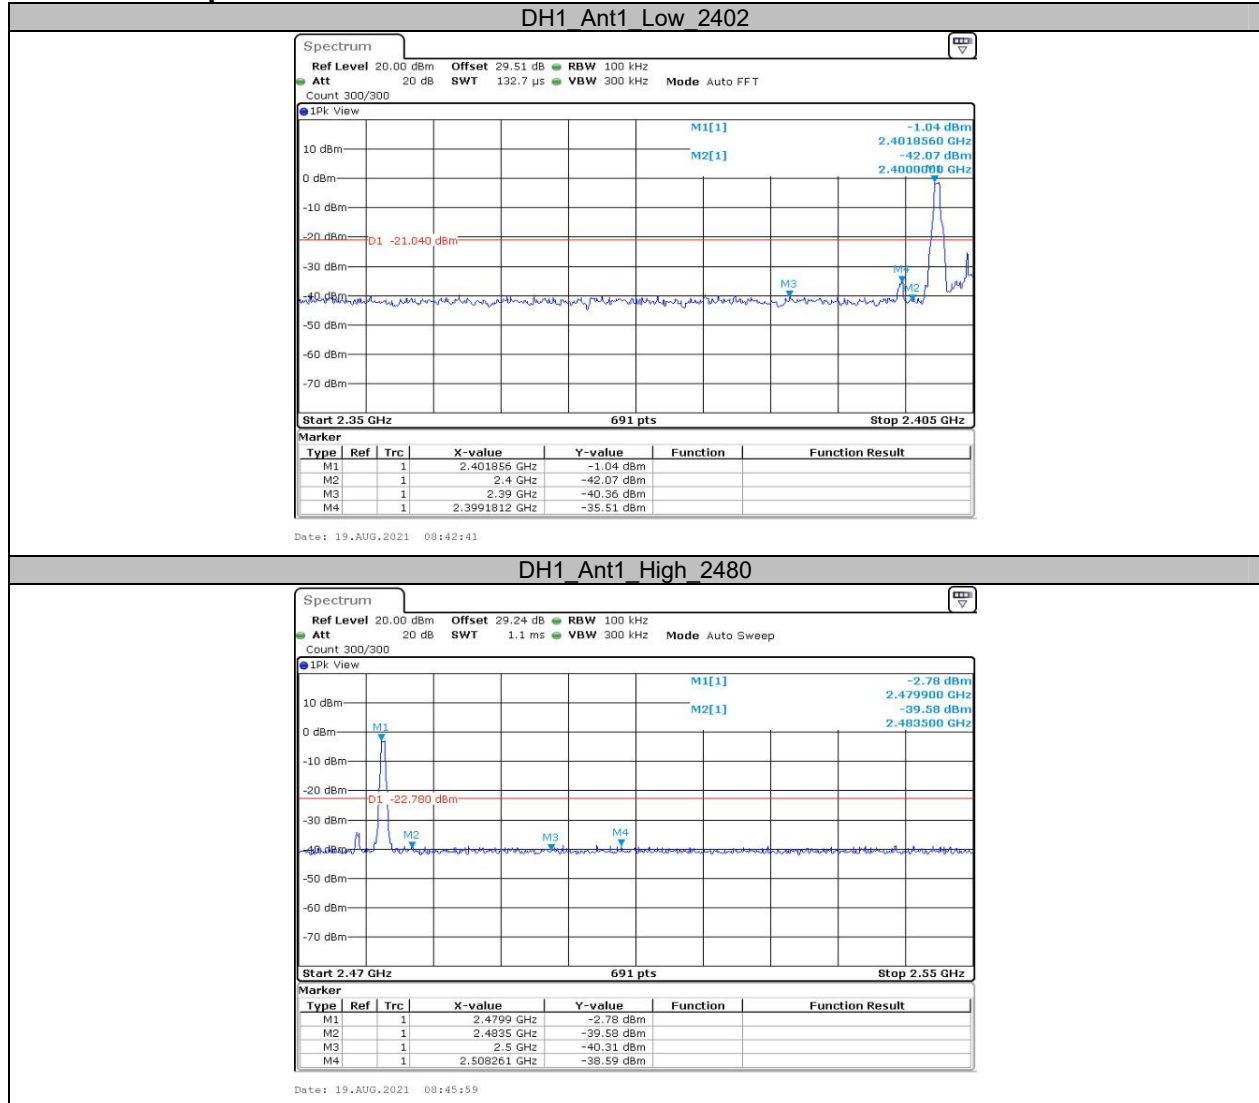 DH1_Ant1_Low_2402
Spectrum
Ref Level 20.00 dBm Offset 29.51 dB RBW 100 kHz
Att 20 dB SWT 132.7 µs VBW 300 kHz Mode Auto FFT
Count 300/300
1Pk View
M1[1] -1.04 dBm
2.4018560 GHz
M2[1] -42.07 dBm
2.4000000 GHz
10 dBm
0 dBm
M1
-10 dBm
-20 dBm
D1 -21.040 dBm
-30 dBm
M3 M4 M2
-40 dBm
-50 dBm
-60 dBm
-70 dBm
Start 2.35 GHz 691 pts Stop 2.405 GHz
Marker
Type Ref Trc X-value Y-value Function Function Result
M1 1 2.401856 GHz -1.04 dBm
M2 1 2.4 GHz -42.07 dBm
M3 1 2.39 GHz -40.36 dBm
M4 1 2.3991812 GHz -35.51 dBm
Date: 19.AUG.2021 08:42:41
DH1_Ant1_High_2480
Spectrum
Ref Level 20.00 dBm Offset 29.24 dB RBW 100 kHz
Att 20 dB SWT 1.1 ms VBW 300 kHz Mode Auto Sweep
Count 300/300
1Pk View
M1[1] -2.78 dBm
2.479900 GHz
M2[1] -39.58 dBm
2.483500 GHz
10 dBm
0 dBm
M1
-10 dBm
-20 dBm
D1 -22.780 dBm
-30 dBm
M2 M3 M4
-40 dBm
-50 dBm
-60 dBm
-70 dBm
Start 2.47 GHz 691 pts Stop 2.55 GHz
Marker
Type Ref Trc X-value Y-value Function Function Result
M1 1 2.4799 GHz -2.78 dBm
M2 1 2.4835 GHz -39.58 dBm
M3 1 2.5 GHz -40.31 dBm
M4 1 2.508261 GHz -38.59 dBm
Date: 19.AUG.2021 08:45:59